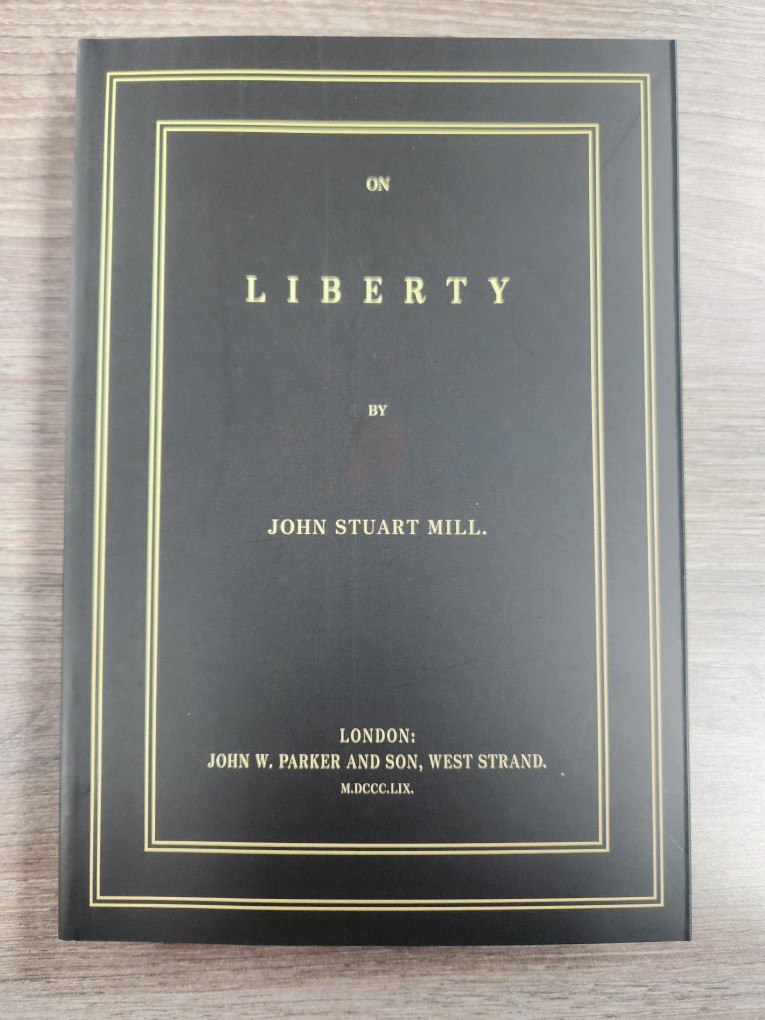 ON
LIBERTY
BY
JOHN STUART MILL.
LONDON:
JOHN W. PARKER AND SON, WEST STRAND.
M.DCCC.LIX.